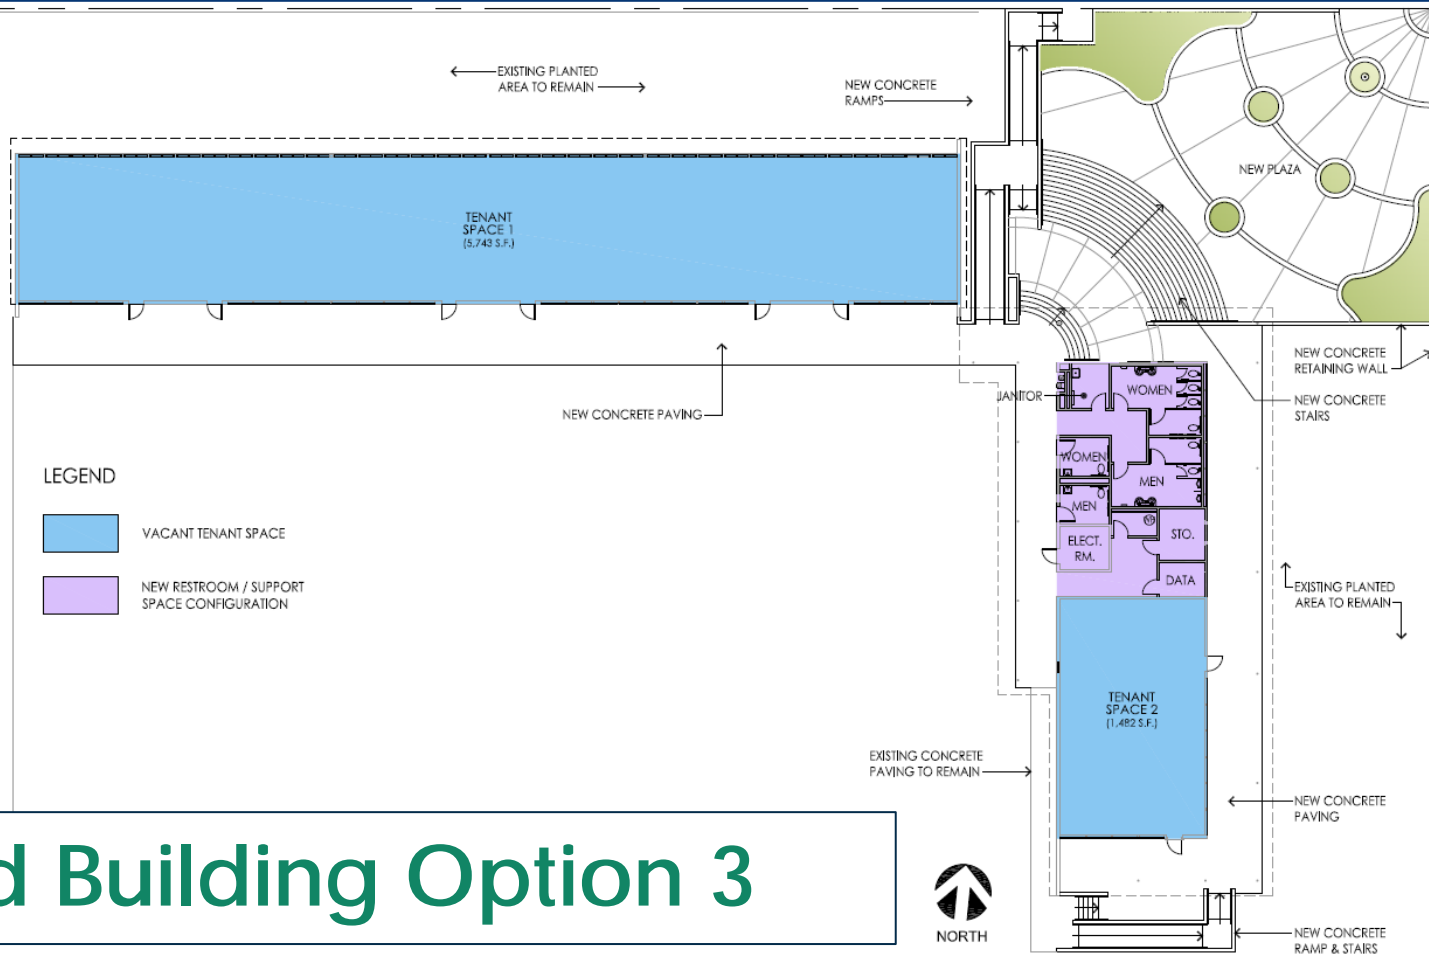 EXISTING PLANTED
AREA TO REMAIN
NEW CONCRETE
RAMPS
NEW PLAZA
TENANT
SPACE 1
(5,743 S.F.)
NEW CONCRETE
RETAINING WALL
NEW CONCRETE PAVING
JANITOR
WOMEN
NEW CONCRETE
STAIRS
WOMEN
MEN
MEN
ELECT.
RM.
STO.
DATA
LEGEND
VACANT TENANT SPACE
NEW RESTROOM / SUPPORT
SPACE CONFIGURATION
EXISTING PLANTED
AREA TO REMAIN
TENANT
SPACE 2
(1,482 S.F.)
EXISTING CONCRETE
PAVING TO REMAIN
NEW CONCRETE
PAVING
d Building Option 3
NORTH
NEW CONCRETE
RAMP & STAIRS